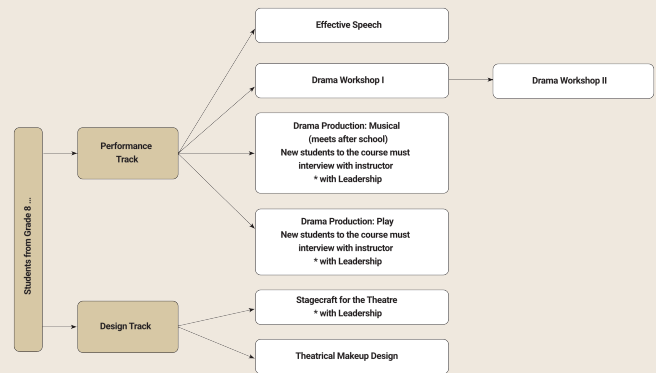 Students from Grade 8 ...
Performance
Track
Design Track
Effective Speech
Drama Workshop I
Drama Workshop II
Drama Production: Musical
(meets after school)
New students to the course must
interview with instructor
* with Leadership
Drama Production: Play
New students to the course must
interview with instructor
* with Leadership
Stagecraft for the Theatre
* with Leadership
Theatrical Makeup Design